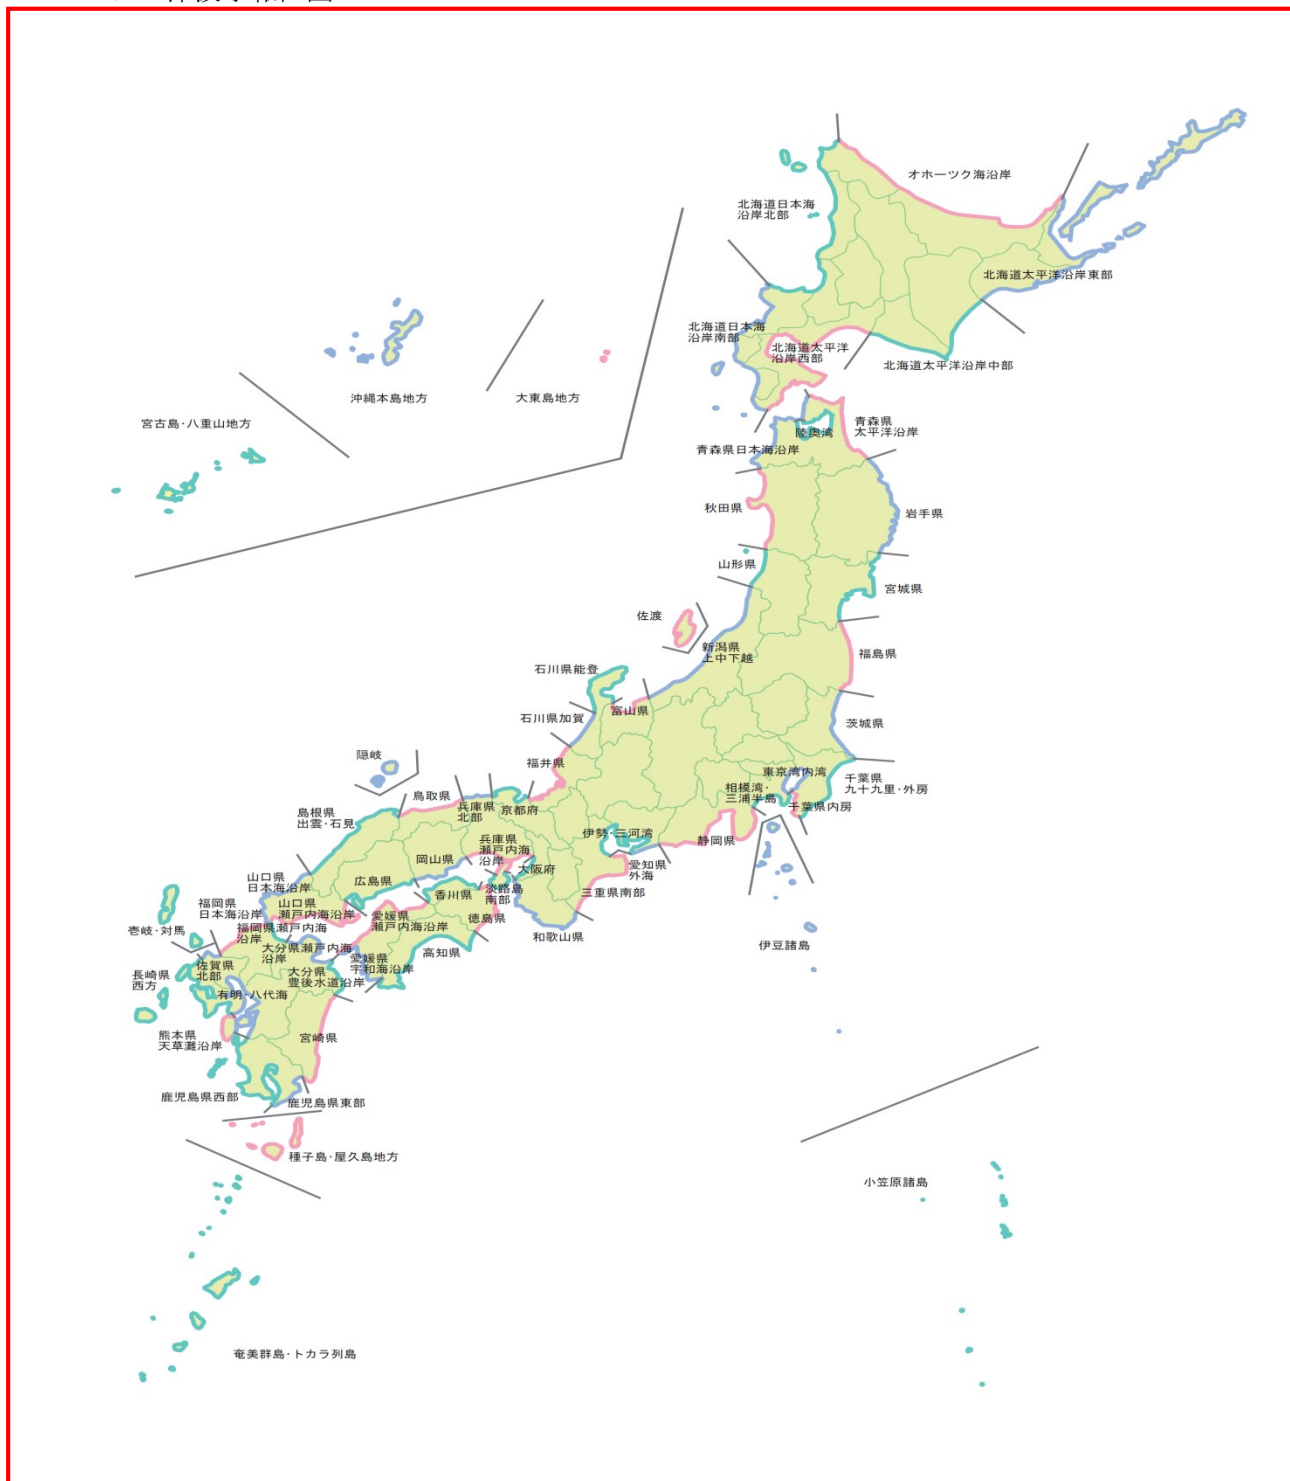 オホーツク海沿岸
北海道日本海
沿岸北部
北海道太平洋沿岸東部
北海道日本海
沿岸南部
北海道太平洋
沿岸西部
北海道太平洋沿岸中部
沖縄本島地方
大東島地方
宮古島・八重山地方
青森県
太平洋沿岸
陸奥湾
青森県日本海沿岸
秋田県
岩手県
山形県
宮城県
佐渡
新潟県
上中下越
福島県
石川県能登
富山県
石川県加賀
茨城県
隠岐
福井県
東京湾内湾
千葉県
九十九里・外房
相模湾・
三浦半島
千葉県内房
鳥取県
兵庫県
北部
京都府
島根県
出雲・石見
伊勢・三河湾
静岡県
兵庫県
瀬戸内海
沿岸
岡山県
大阪府
愛知県
外海
山口県
日本海沿岸
広島県
淡路島
南部
香川県
三重県南部
福岡県
日本海沿岸
山口県
瀬戸内海沿岸
愛媛県
瀬戸内海沿岸
徳島県
和歌山県
壱岐・対馬
福岡県瀬戸内海
沿岸
大分県瀬戸内海
沿岸
高知県
伊豆諸島
愛媛県
宇和海沿岸
佐賀県
北部
大分県
豊後水道沿岸
長崎県
西方
有明・八代海
熊本県
天草灘沿岸
宮崎県
鹿児島県西部
鹿児島県東部
種子島・屋久島地方
小笠原諸島
奄美群島・トカラ列島